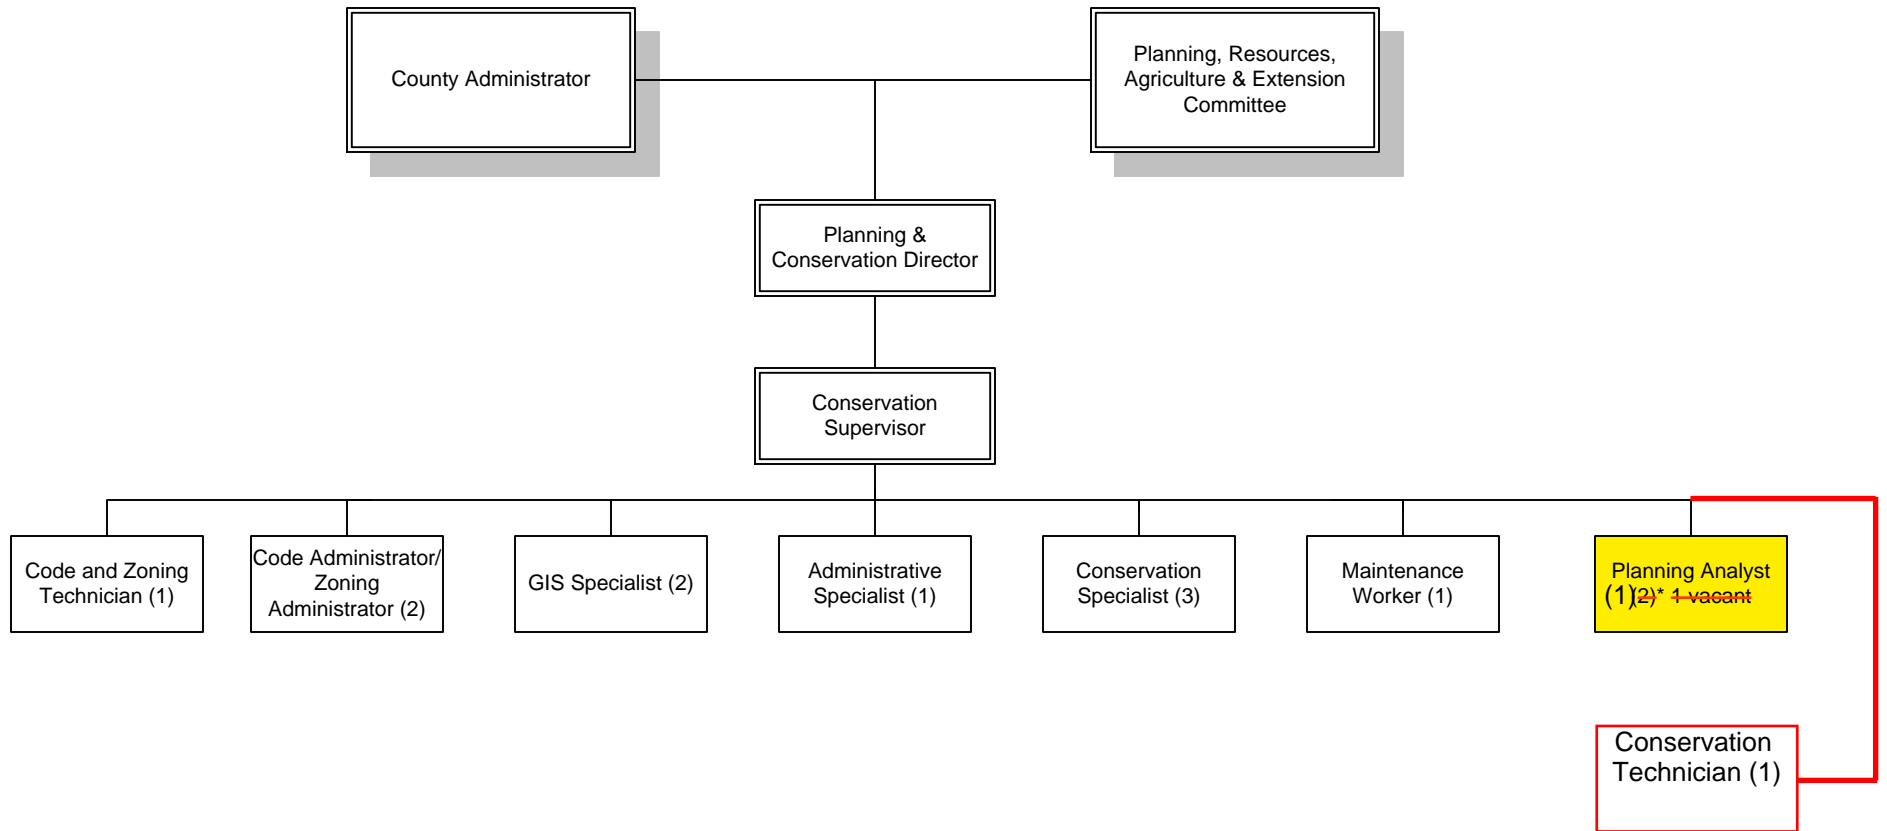 County Administrator
Planning, Resources,
Agriculture & Extension
Committee
Planning &
Conservation Director
Conservation
Supervisor
Code and Zoning
Technician (1)
Code Administrator/
Zoning
Administrator (2)
GIS Specialist (2)
Administrative
Specialist (1)
Conservation
Specialist (3)
Maintenance
Worker (1)
Planning Analyst
(1)(2)* 1 vacant
Conservation
Technician (1)